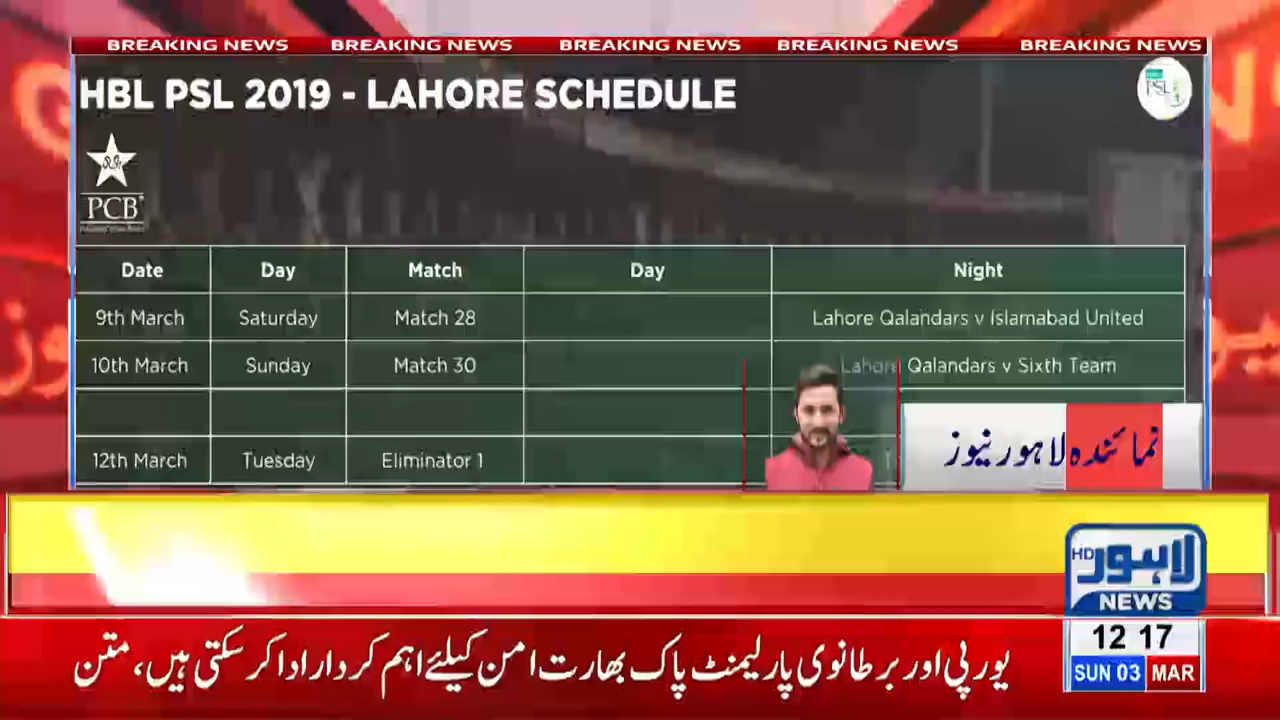 BREAKING NEWS BREAKING NEWS BREAKING NEWS BREAKING NEWS BREAKING NEWS
HBL PSL 2019 - LAHORE SCHEDULE
PSL
PCB
Date Day Match Day Night
9th March Saturday Match 28 Lahore Qalandars v Islamabad United
10th March Sunday Match 30 Lahore Qalandars v Sixth Team
12th March Tuesday Eliminator 1
نمائندہ لاہور نیوز
HD لاہور
NEWS
12 17
SUN 03 MAR
یورپی اور برطانوی پارلیمنٹ پاک بھارت امن کیلئے اہم کردار ادا کرسکتی ہیں، متن